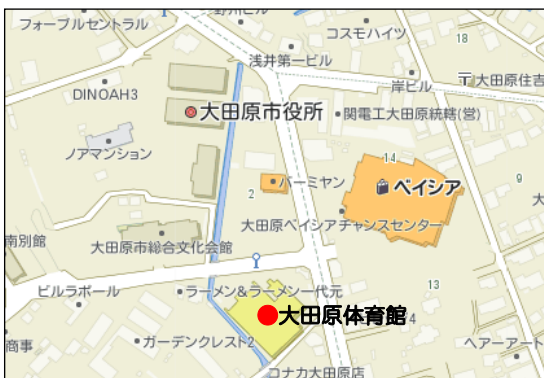 フォーブルセントラル
コスモハイツ
18
浅井第一ビル
岸ビル
〒大田原住吉
DINOAH3
大田原市役所
関電工大田原統轄(営)
ノアマンション
14
9
バーミヤン
ベイシア
2
大田原ベイシアチャンスセンター
南別館
大田原市総合文化会館
ビルラポール
ラーメン&ラーメン一代元
13
大田原体育館
4
商事
ガーデンクレスト2
ヘアーアート
コナカ大田原店